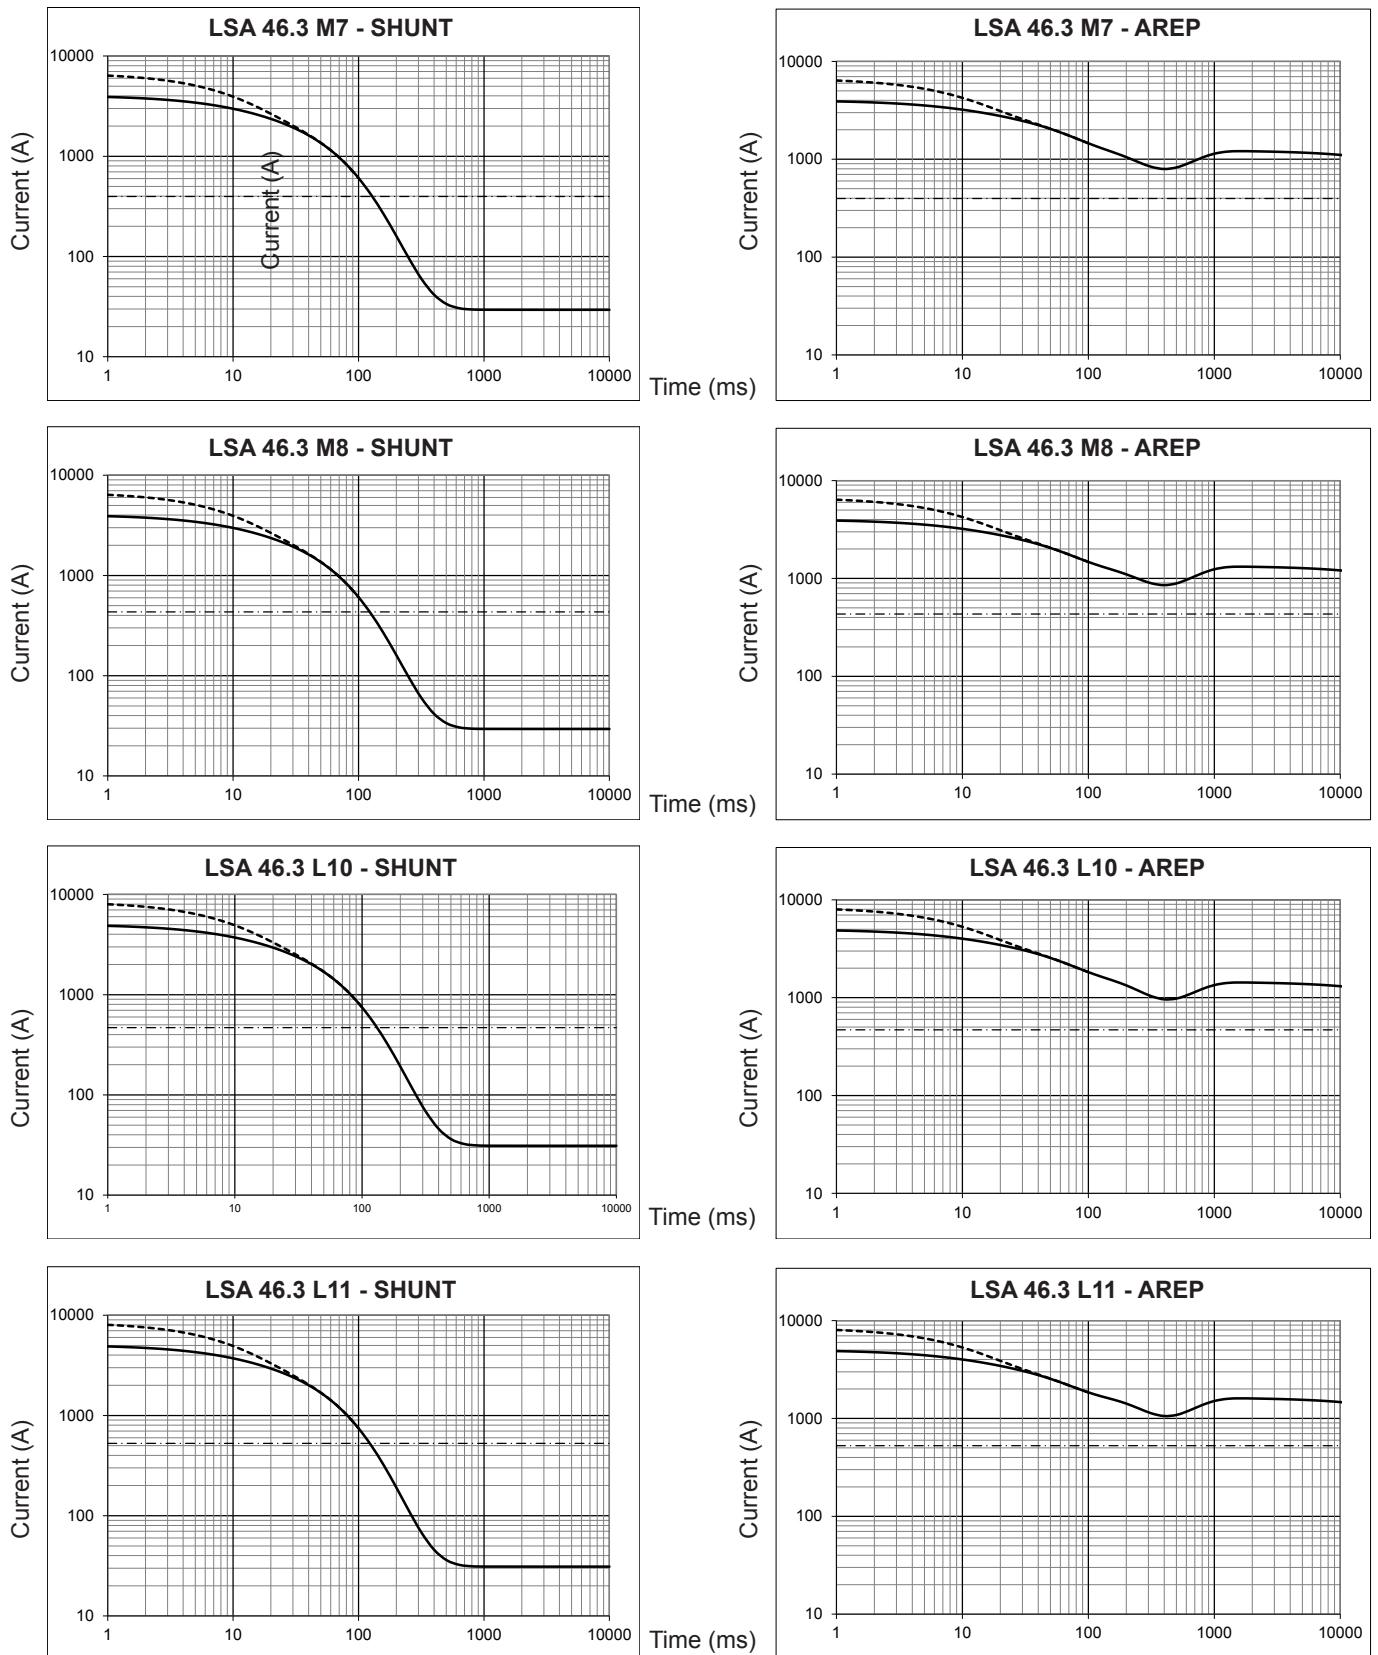 LSA 46.3 M7 - SHUNT
Current (A)
10000
1000
100
10
Current (A)
1 10 100 1000 10000
Time (ms)
LSA 46.3 M7 - AREP
Current (A)
10000
1000
100
10
1 10 100 1000 10000
LSA 46.3 M8 - SHUNT
Current (A)
10000
1000
100
10
1 10 100 1000 10000
Time (ms)
LSA 46.3 M8 - AREP
Current (A)
10000
1000
100
10
1 10 100 1000 10000
LSA 46.3 L10 - SHUNT
Current (A)
10000
1000
100
10
1 10 100 1000 10000
Time (ms)
LSA 46.3 L10 - AREP
Current (A)
10000
1000
100
10
1 10 100 1000 10000
LSA 46.3 L11 - SHUNT
Current (A)
10000
1000
100
10
1 10 100 1000 10000
Time (ms)
LSA 46.3 L11 - AREP
Current (A)
10000
1000
100
10
1 10 100 1000 10000